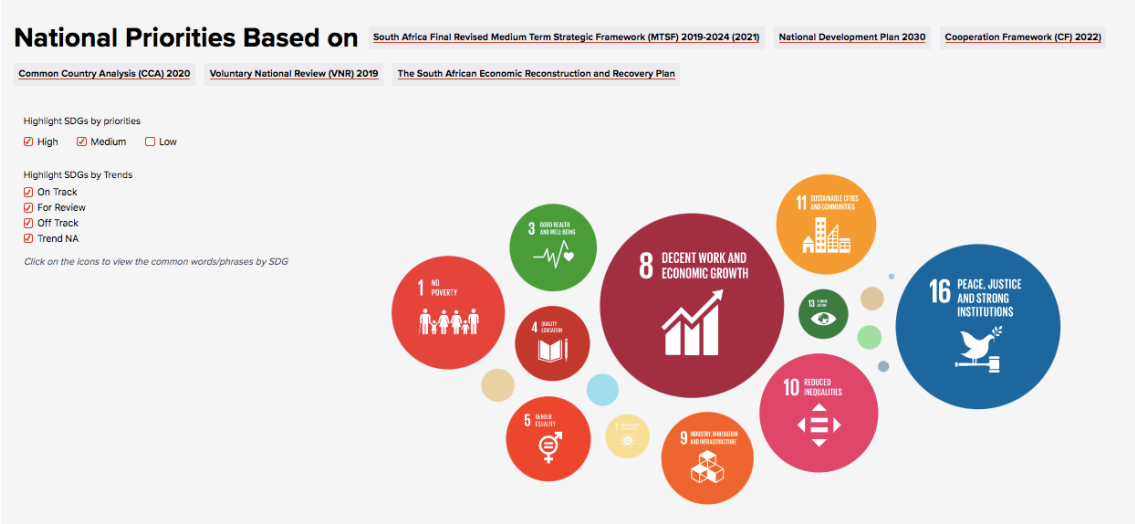 National Priorities Based on
South Africa Final Revised Medium Term Strategic Framework (MTSF) 2019-2024 (2021)
National Development Plan 2030
Cooperation Framework (CF) 2022)
Common Country Analysis (CCA) 2020
Voluntary National Review (VNR) 2019
The South African Economic Reconstruction and Recovery Plan
Highlight SDGs by priorities
High
Medium
Low
Highlight SDGs by Trends
On Track
For Review
Off Track
Trend NA
Click on the icons to view the common words/phrases by SDG
1 NO
POVERTY
3 GOOD HEALTH
AND WELL-BEING
4 QUALITY
EDUCATION
5 GENDER
EQUALITY
7
8 DECENT WORK AND
ECONOMIC GROWTH
9 INDUSTRY, INNOVATION
AND INFRASTRUCTURE
10 REDUCED
INEQUALITIES
11 SUSTAINABLE CITIES
AND COMMUNITIES
13 CLIMATE
ACTION
16 PEACE, JUSTICE
AND STRONG
INSTITUTIONS